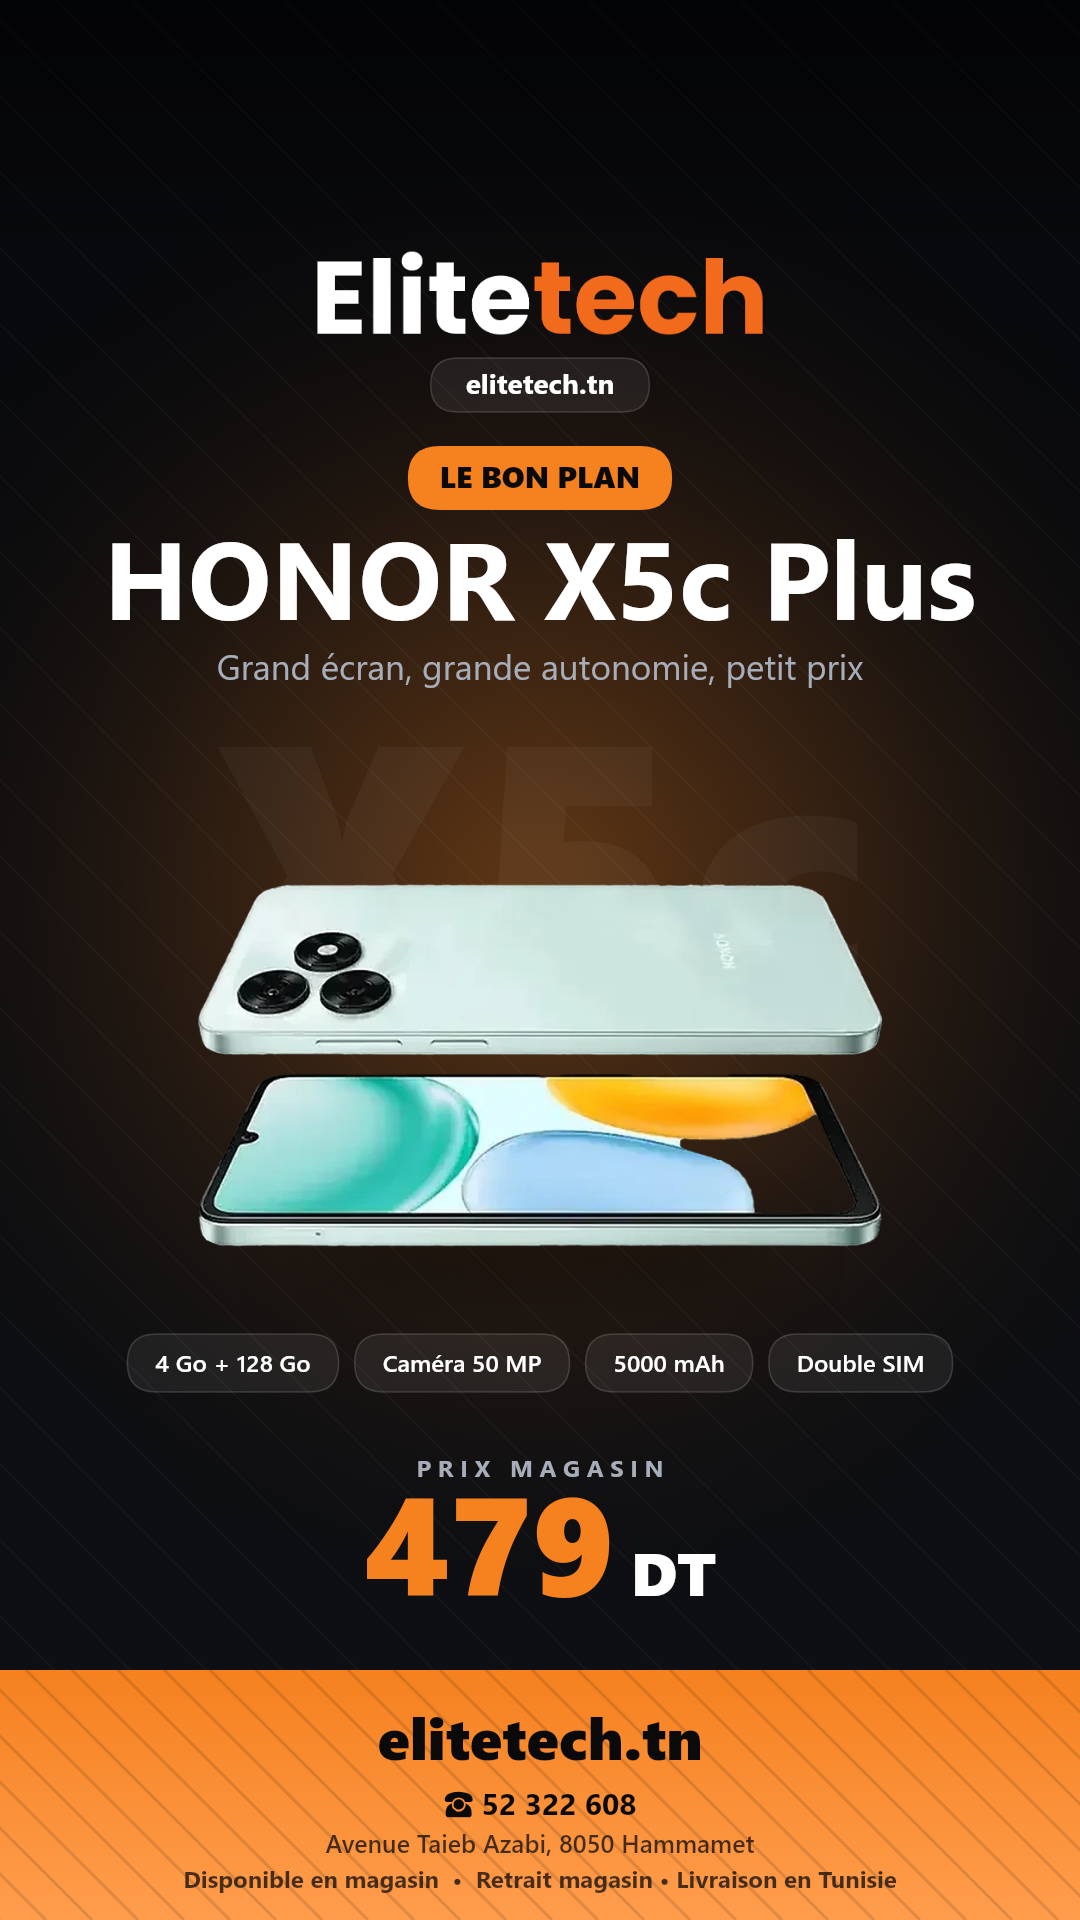 Elitetech
elitetech.tn
LE BON PLAN
HONOR X5c Plus
Grand écran, grande autonomie, petit prix
X5c
HONOR
4 Go + 128 Go
Caméra 50 MP
5000 mAh
Double SIM
PRIX MAGASIN
479 DT
elitetech.tn
☎ 52 322 608
Avenue Taieb Azabi, 8050 Hammamet
Disponible en magasin • Retrait magasin • Livraison en Tunisie